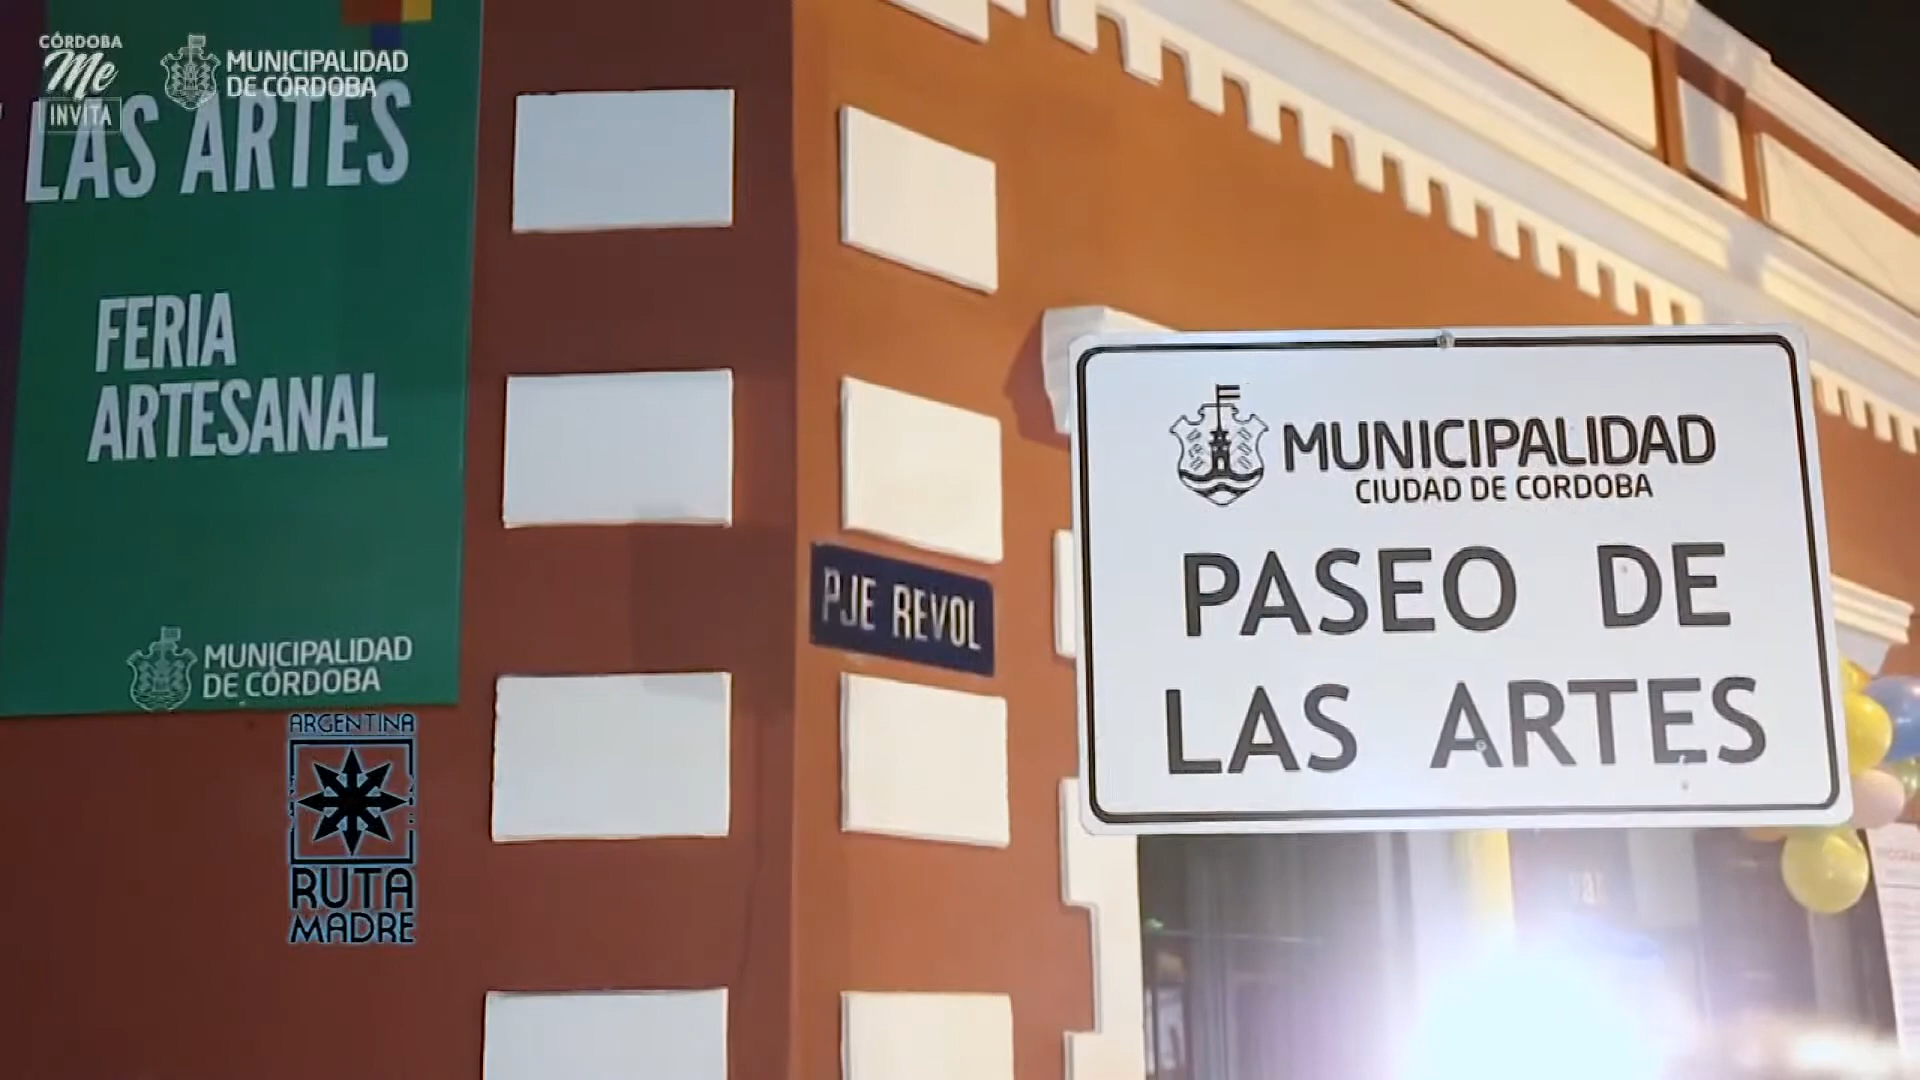 CÓRDOBA
Me
INVITA
MUNICIPALIDAD
DE CÓRDOBA
LAS ARTES
FERIA
ARTESANAL
MUNICIPALIDAD
DE CÓRDOBA
ARGENTINA
RUTA
MADRE
PJE REVOL
MUNICIPALIDAD
CIUDAD DE CORDOBA
PASEO DE
LAS ARTES